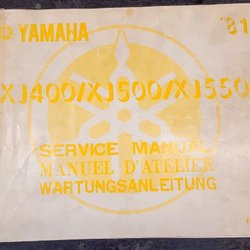 YAMAHA '81
XJ400/XJ500/XJ550
SERVICE MANUAL
MANUEL D'ATELIER
WARTUNGSANLEITUNG